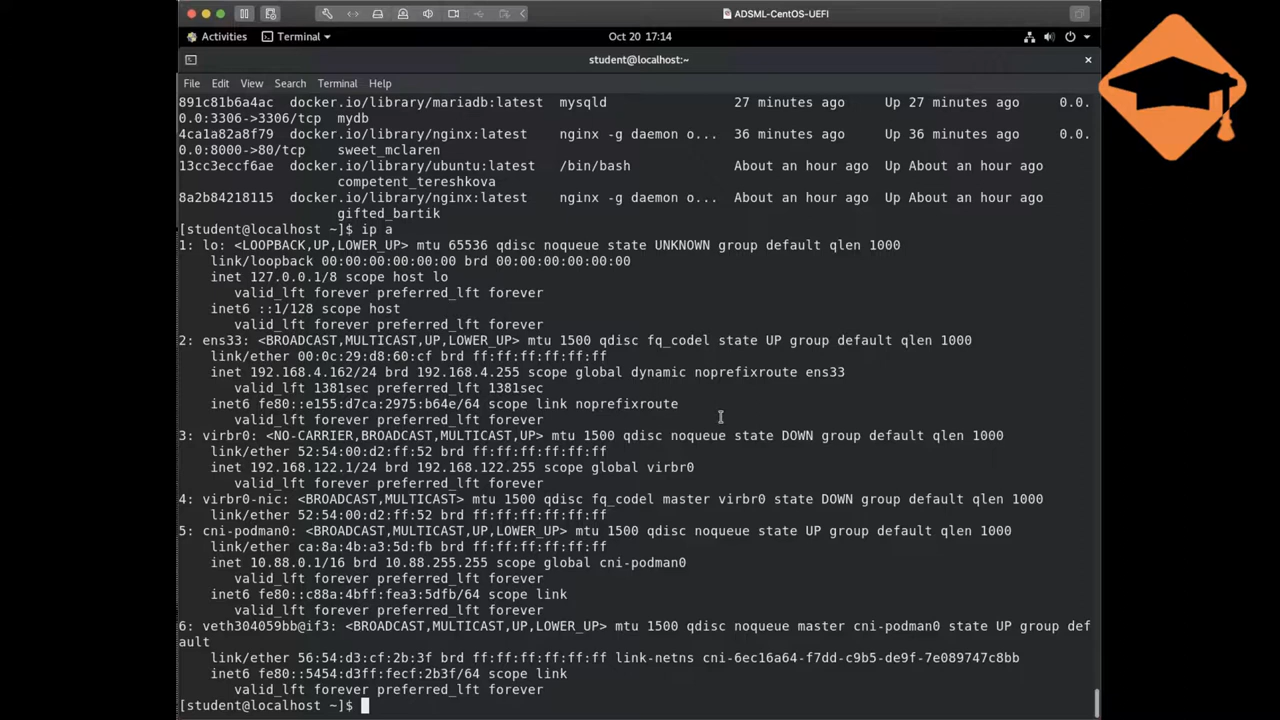 ADSML-CentOS-UEFI
Activities Terminal Oct 20 17:14
student@localhost:~
File Edit View Search Terminal Help
891c81b6a4ac docker.io/library/mariadb:latest mysqld 27 minutes ago Up 27 minutes ago 0.0.
0.0:3306->3306/tcp mydb
4ca1a82a8f79 docker.io/library/nginx:latest nginx -g daemon o... 36 minutes ago Up 36 minutes ago 0.0.
0.0:8000->80/tcp sweet_mclaren
13cc3eccf6ae docker.io/library/ubuntu:latest /bin/bash About an hour ago Up About an hour ago
competent_tereshkova
8a2b84218115 docker.io/library/nginx:latest nginx -g daemon o... About an hour ago Up About an hour ago
gifted_bartik
[student@localhost ~]$ ip a
1: lo: <LOOPBACK,UP,LOWER_UP> mtu 65536 qdisc noqueue state UNKNOWN group default qlen 1000
link/loopback 00:00:00:00:00:00 brd 00:00:00:00:00:00
inet 127.0.0.1/8 scope host lo
valid_lft forever preferred_lft forever
inet6 ::1/128 scope host
valid_lft forever preferred_lft forever
2: ens33: <BROADCAST,MULTICAST,UP,LOWER_UP> mtu 1500 qdisc fq_codel state UP group default qlen 1000
link/ether 00:0c:29:d8:60:cf brd ff:ff:ff:ff:ff:ff
inet 192.168.4.162/24 brd 192.168.4.255 scope global dynamic noprefixroute ens33
valid_lft 1381sec preferred_lft 1381sec
inet6 fe80::e155:d7ca:2975:b64e/64 scope link noprefixroute
valid_lft forever preferred_lft forever
3: virbr0: <NO-CARRIER,BROADCAST,MULTICAST,UP> mtu 1500 qdisc noqueue state DOWN group default qlen 1000
link/ether 52:54:00:d2:ff:52 brd ff:ff:ff:ff:ff:ff
inet 192.168.122.1/24 brd 192.168.122.255 scope global virbr0
valid_lft forever preferred_lft forever
4: virbr0-nic: <BROADCAST,MULTICAST> mtu 1500 qdisc fq_codel master virbr0 state DOWN group default qlen 1000
link/ether 52:54:00:d2:ff:52 brd ff:ff:ff:ff:ff:ff
5: cni-podman0: <BROADCAST,MULTICAST,UP,LOWER_UP> mtu 1500 qdisc noqueue state UP group default qlen 1000
link/ether ca:8a:4b:a3:5d:fb brd ff:ff:ff:ff:ff:ff
inet 10.88.0.1/16 brd 10.88.255.255 scope global cni-podman0
valid_lft forever preferred_lft forever
inet6 fe80::c88a:4bff:fea3:5dfb/64 scope link
valid_lft forever preferred_lft forever
6: veth304059bb@if3: <BROADCAST,MULTICAST,UP,LOWER_UP> mtu 1500 qdisc noqueue master cni-podman0 state UP group def
ault
link/ether 56:54:d3:cf:2b:3f brd ff:ff:ff:ff:ff:ff link-netns cni-6ec16a64-f7dd-c9b5-de9f-7e089747c8bb
inet6 fe80::5454:d3ff:fecf:2b3f/64 scope link
valid_lft forever preferred_lft forever
[student@localhost ~]$